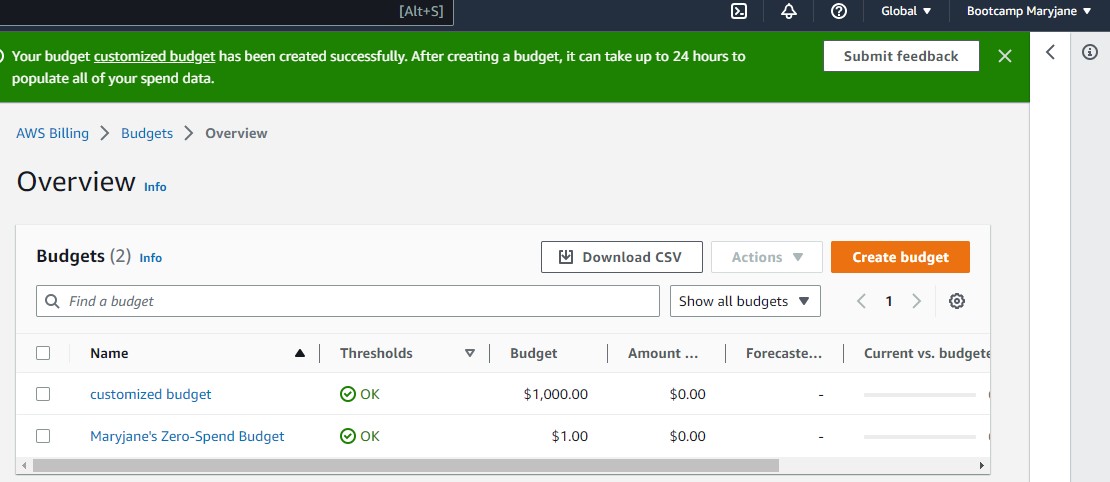 [Alt+S]
Global ▼
Bootcamp Maryjane ▼
Your budget customized budget has been created successfully. After creating a budget, it can take up to 24 hours to
populate all of your spend data.
Submit feedback
AWS Billing > Budgets > Overview
Overview Info
Budgets (2) Info
Download CSV
Actions ▼
Create budget
Find a budget
Show all budgets ▼
1
Name Thresholds Budget Amount ... Forecaste... Current vs. budgete
customized budget OK $1,000.00 $0.00 -
Maryjane's Zero-Spend Budget OK $1.00 $0.00 -